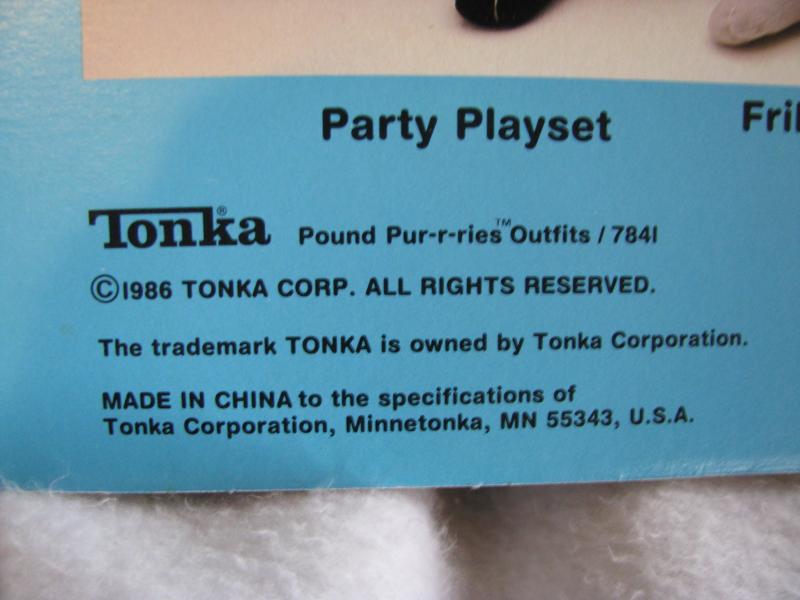 Party Playset
Fri
Tonka® Pound Pur-r-ries™ Outfits / 7841
©1986 TONKA CORP. ALL RIGHTS RESERVED.
The trademark TONKA is owned by Tonka Corporation.
MADE IN CHINA to the specifications of
Tonka Corporation, Minnetonka, MN 55343, U.S.A.